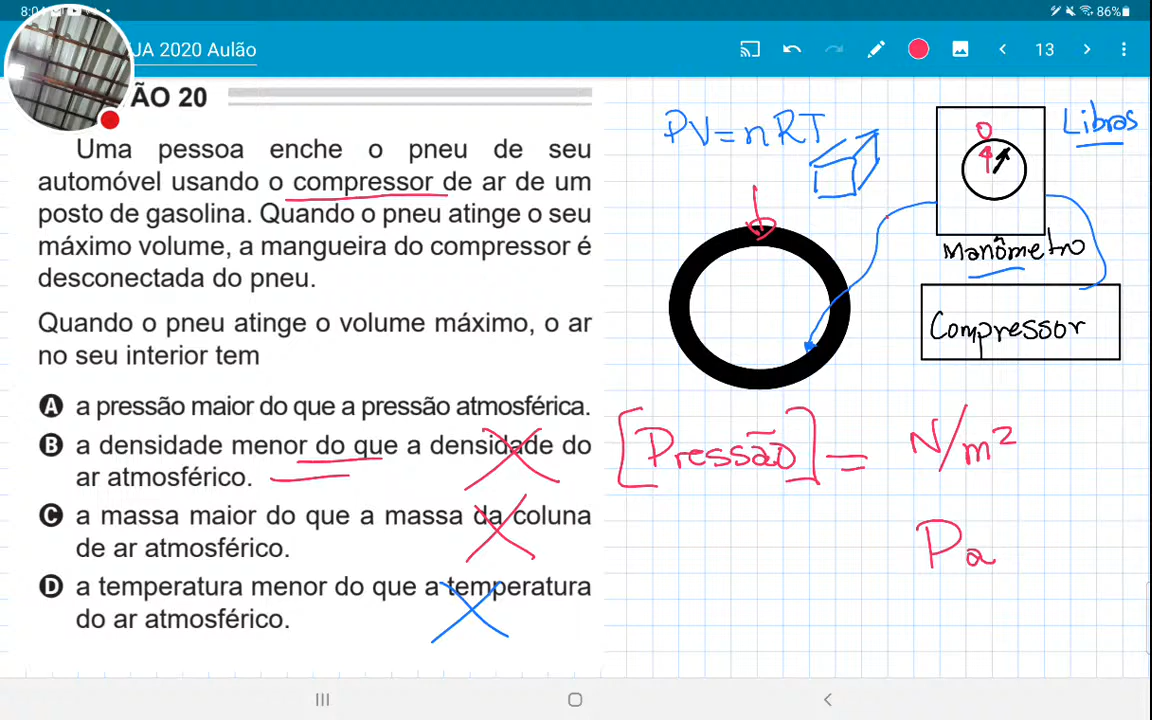 86%
JA 2020 Aulão
13
ÃO 20
Uma pessoa enche o pneu de seu
automóvel usando o compressor de ar de um
posto de gasolina. Quando o pneu atinge o seu
máximo volume, a mangueira do compressor é
desconectada do pneu.
Quando o pneu atinge o volume máximo, o ar
no seu interior tem
A a pressão maior do que a pressão atmosférica.
B a densidade menor do que a densidade do
ar atmosférico.
C a massa maior do que a massa da coluna
de ar atmosférico.
D a temperatura menor do que a temperatura
do ar atmosférico.
PV=nRT
0
Libras
Manômetro
Compressor
[Pressão] = N/m²
Pa